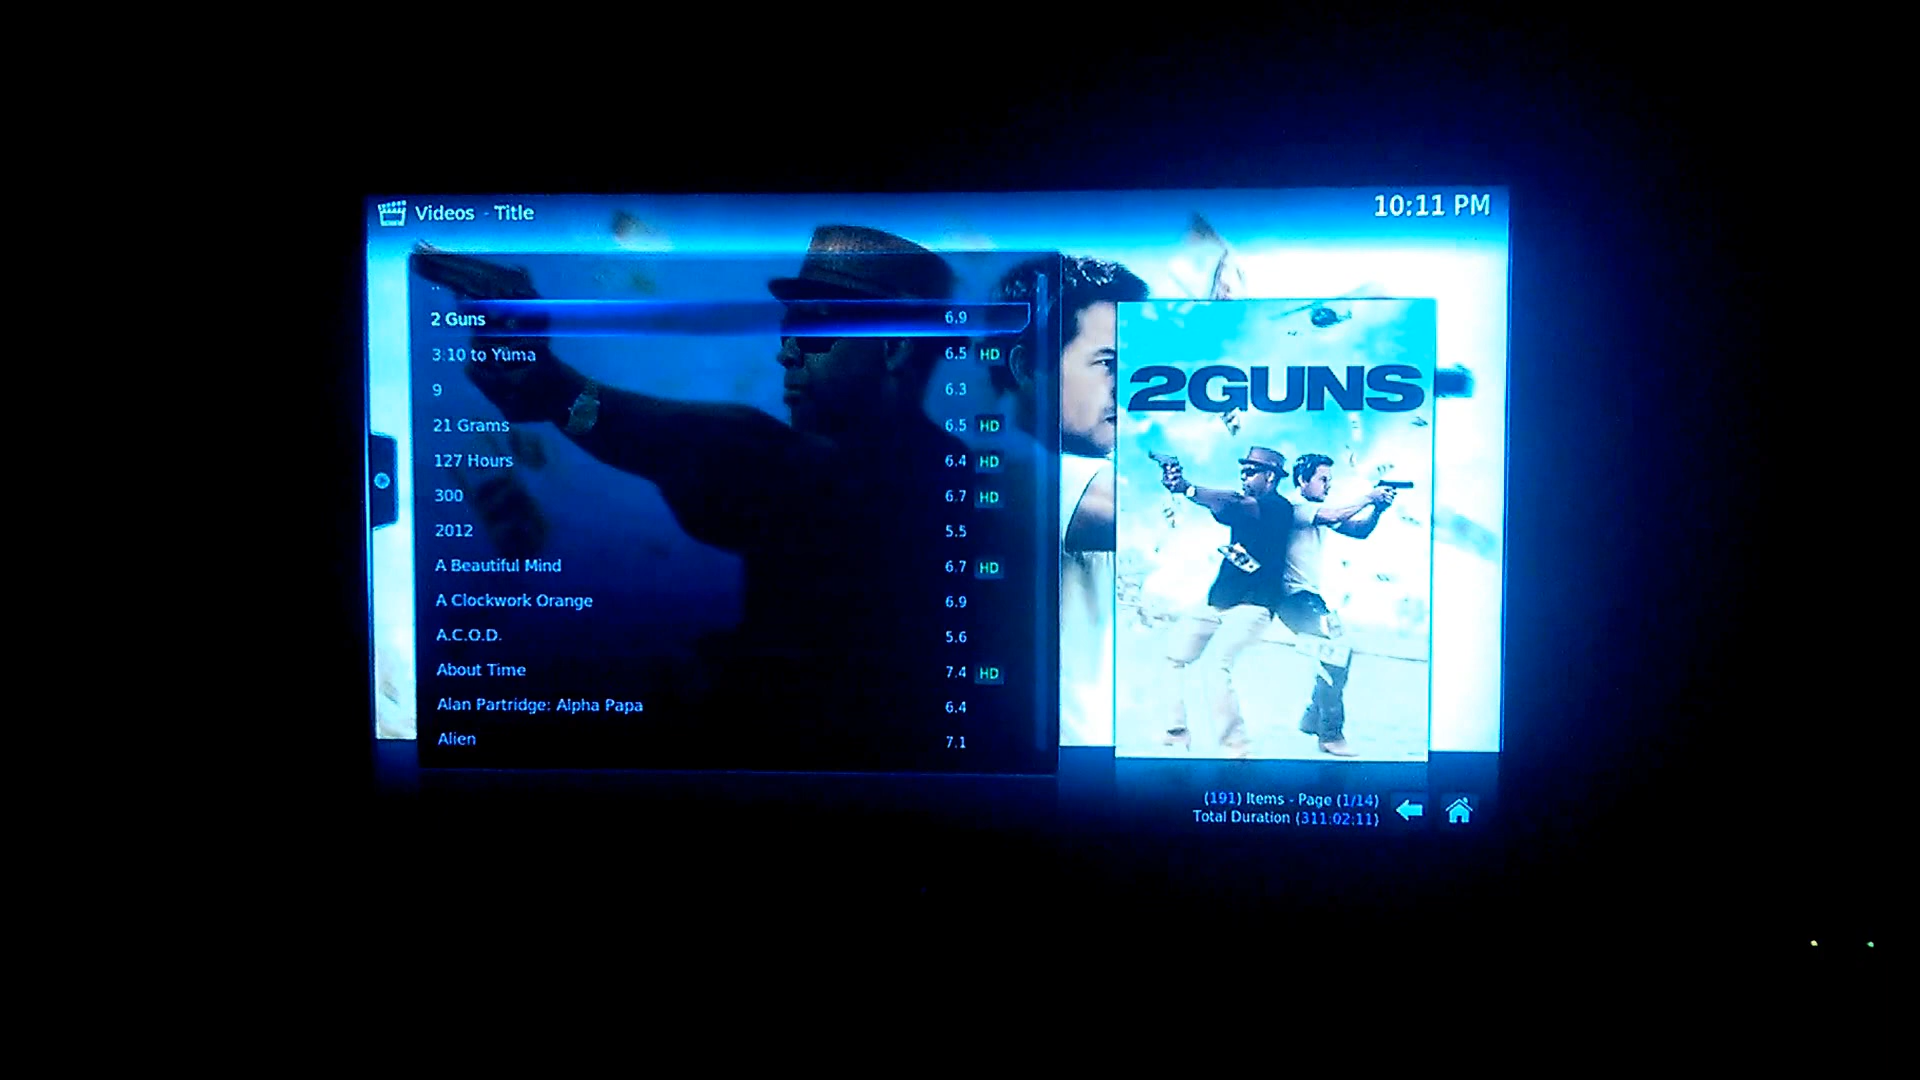 Videos - Title
10:11 PM
..
2 Guns 6.9
3:10 to Yuma 6.5 HD
9 6.3
21 Grams 6.5 HD
127 Hours 6.4 HD
300 6.7 HD
2012 5.5
A Beautiful Mind 6.7 HD
A Clockwork Orange 6.9
A.C.O.D. 5.6
About Time 7.4 HD
Alan Partridge: Alpha Papa 6.4
Alien 7.1
2GUNS
(191) Items - Page (1/14)
Total Duration (311:02:11)